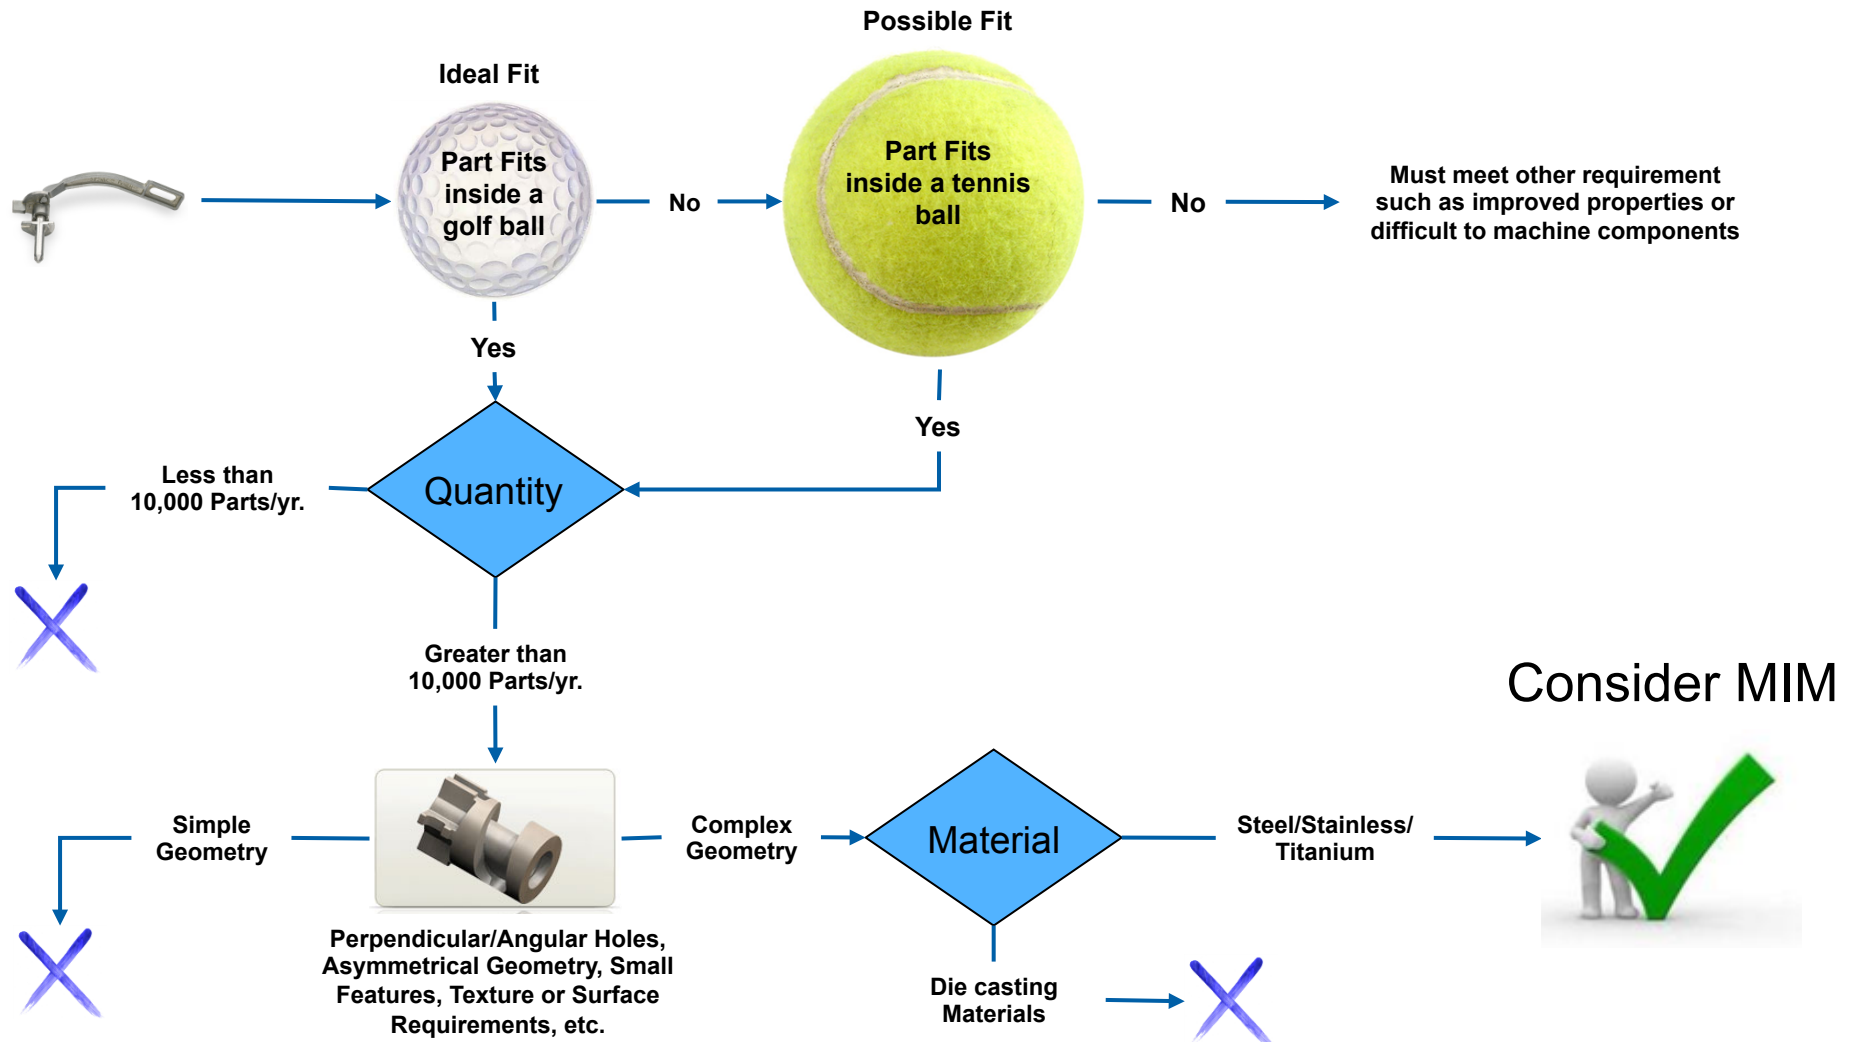 Possible Fit
Ideal Fit
Part Fits
inside a
golf ball
No
Part Fits
inside a tennis
ball
No
Must meet other requirement
such as improved properties or
difficult to machine components
Yes
Yes
Less than
10,000 Parts/yr.
Quantity
Greater than
10,000 Parts/yr.
Consider MIM
Simple
Geometry
Complex
Geometry
Material
Steel/Stainless/
Titanium
Perpendicular/Angular Holes,
Asymmetrical Geometry, Small
Features, Texture or Surface
Requirements, etc.
Die casting
Materials